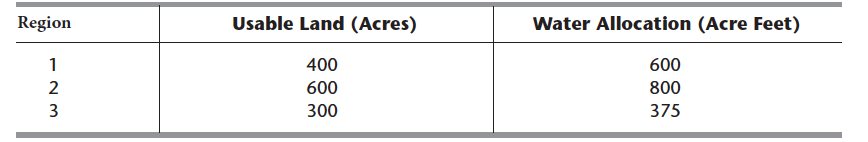 Region Usable Land (Acres) Water Allocation (Acre Feet)
1 400 600
2 600 800
3 300 375